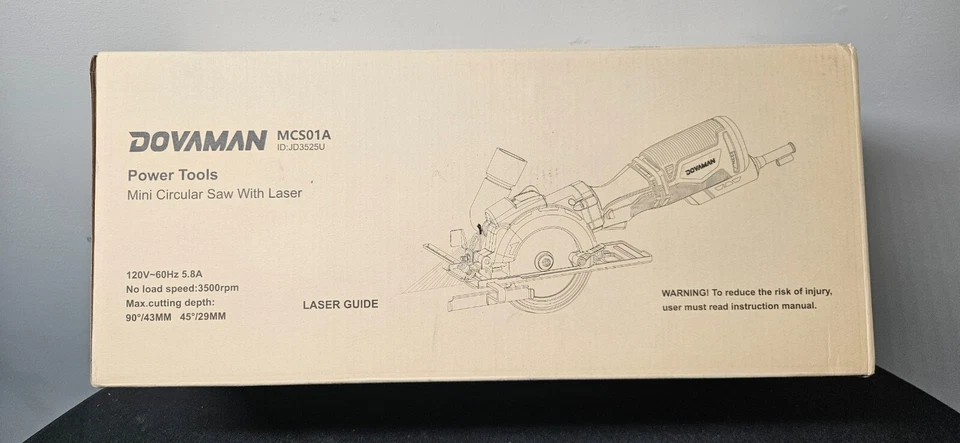 DOVAMAN MCS01A
ID:JD3525U
Power Tools
Mini Circular Saw With Laser
DOVAMAN
120V~60Hz 5.8A
No load speed:3500rpm
Max.cutting depth:
90°/43MM 45°/29MM
LASER GUIDE
WARNING! To reduce the risk of injury,
user must read instruction manual.